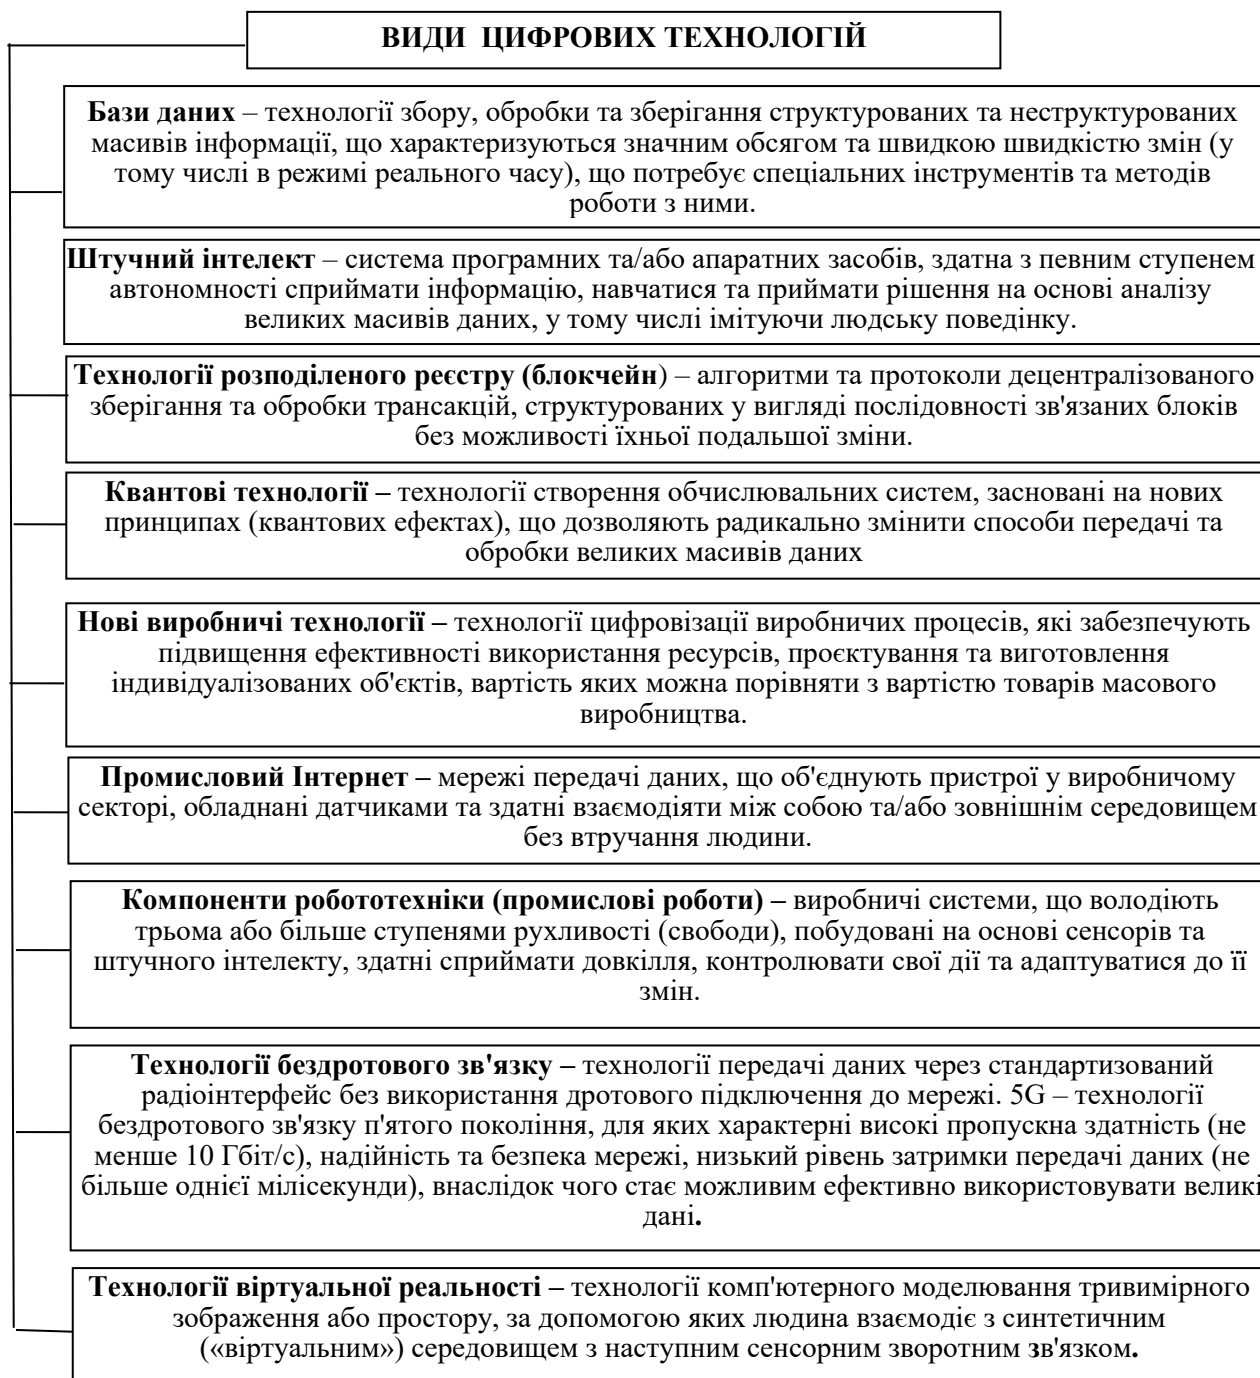 ВИДИ ЦИФРОВИХ ТЕХНОЛОГІЙ
Бази даних – технології збору, обробки та зберігання структурованих та неструктурованих
масивів інформації, що характеризуються значним обсягом та швидкою швидкістю змін (у
тому числі в режимі реального часу), що потребує спеціальних інструментів та методів
роботи з ними.
Штучний інтелект – система програмних та/або апаратних засобів, здатна з певним ступенем
автономності сприймати інформацію, навчатися та приймати рішення на основі аналізу
великих масивів даних, у тому числі імітуючи людську поведінку.
Технології розподіленого реєстру (блокчейн) – алгоритми та протоколи децентралізованого
зберігання та обробки трансакцій, структурованих у вигляді послідовності зв'язаних блоків
без можливості їхньої подальшої зміни.
Квантові технології – технології створення обчислювальних систем, засновані на нових
принципах (квантових ефектах), що дозволяють радикально змінити способи передачі та
обробки великих масивів даних
Нові виробничі технології – технології цифровізації виробничих процесів, які забезпечують
підвищення ефективності використання ресурсів, проєктування та виготовлення
індивідуалізованих об'єктів, вартість яких можна порівняти з вартістю товарів масового
виробництва.
Промисловий Інтернет – мережі передачі даних, що об'єднують пристрої у виробничому
секторі, обладнані датчиками та здатні взаємодіяти між собою та/або зовнішнім середовищем
без втручання людини.
Компоненти робототехніки (промислові роботи) – виробничі системи, що володіють
трьома або більше ступенями рухливості (свободи), побудовані на основі сенсорів та
штучного інтелекту, здатні сприймати довкілля, контролювати свої дії та адаптуватися до її
змін.
Технології бездротового зв'язку – технології передачі даних через стандартизований
радіоінтерфейс без використання дротового підключення до мережі. 5G – технології
бездротового зв'язку п'ятого покоління, для яких характерні високі пропускна здатність (не
менше 10 Гбіт/с), надійність та безпека мережі, низький рівень затримки передачі даних (не
більше однієї мілісекунди), внаслідок чого стає можливим ефективно використовувати великі
дані.
Технології віртуальної реальності – технології комп'ютерного моделювання тривимірного
зображення або простору, за допомогою яких людина взаємодіє з синтетичним
(«віртуальним») середовищем з наступним сенсорним зворотним зв'язком.